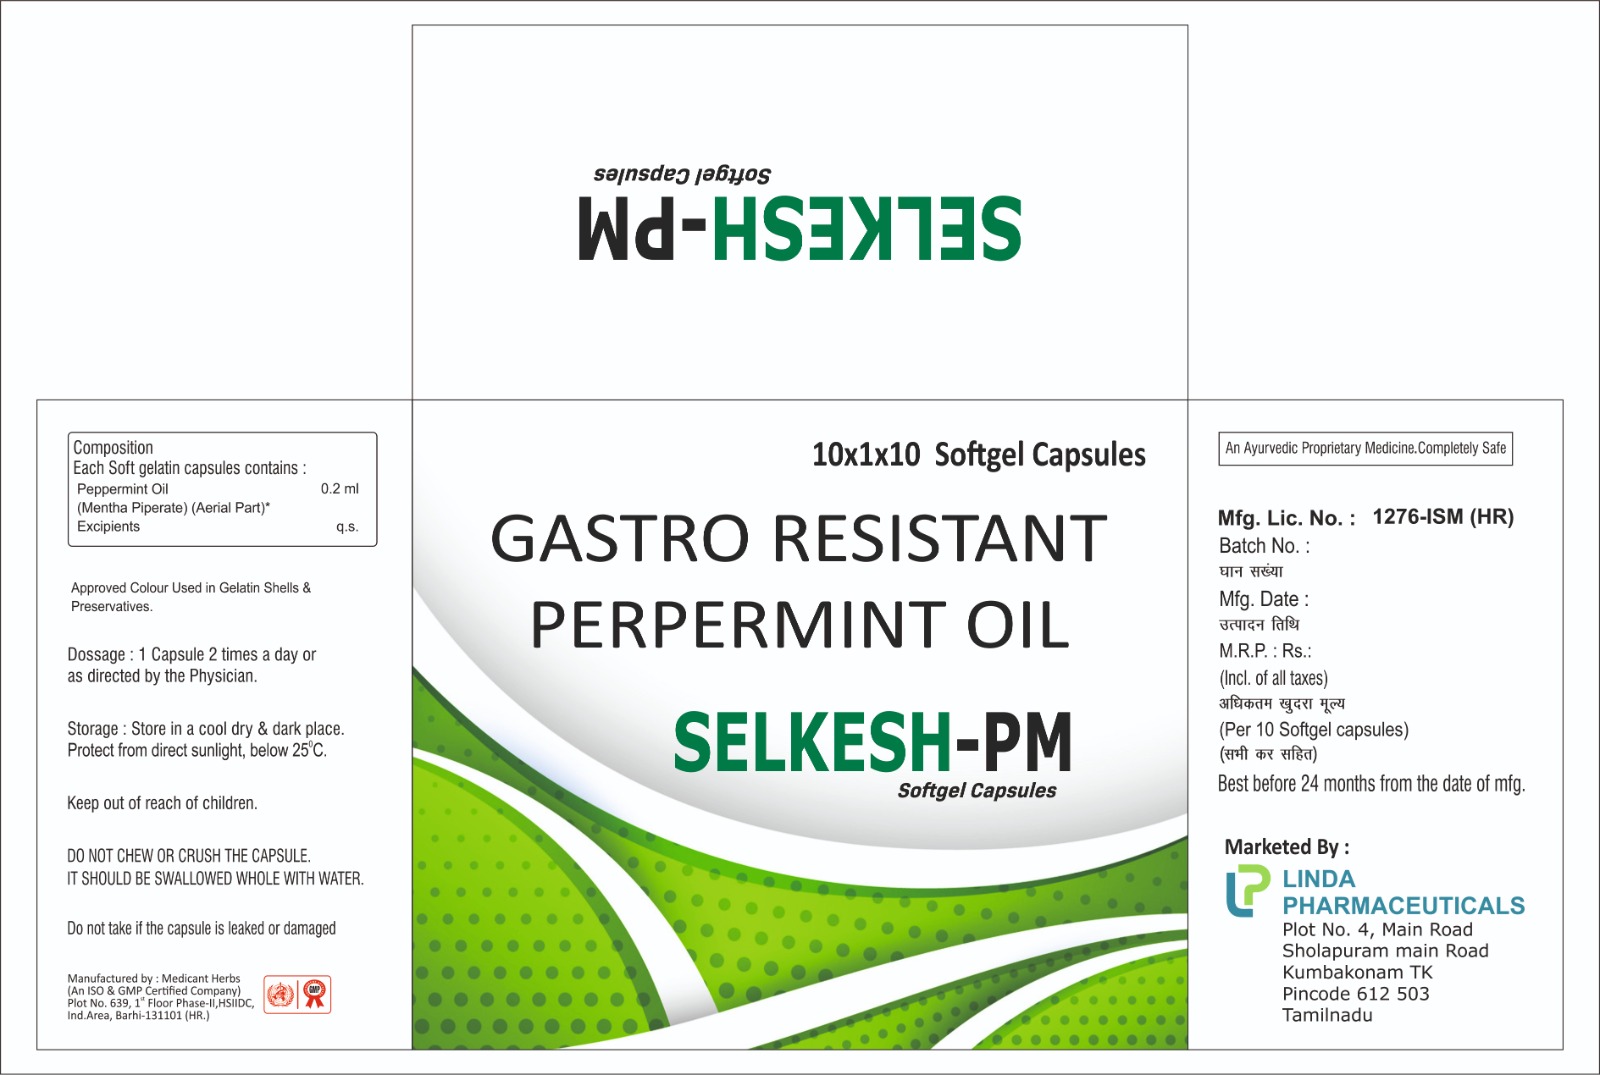 SELKESH-PM
Softgel Capsules
Composition
Each Soft gelatin capsules contains :
Peppermint Oil 0.2 ml
(Mentha Piperate) (Aerial Part)*
Excipients q.s.
Approved Colour Used in Gelatin Shells &
Preservatives.
Dossage : 1 Capsule 2 times a day or
as directed by the Physician.
Storage : Store in a cool dry & dark place.
Protect from direct sunlight, below 25⁰C.
Keep out of reach of children.
DO NOT CHEW OR CRUSH THE CAPSULE.
IT SHOULD BE SWALLOWED WHOLE WITH WATER.
Do not take if the capsule is leaked or damaged
Manufactured by : Medicant Herbs
(An ISO & GMP Certified Company)
Plot No. 639, 1st Floor Phase-II,HSIIDC,
Ind.Area, Barhi-131101 (HR.)
GMP
10x1x10 Softgel Capsules
GASTRO RESISTANT
PERPERMINT OIL
SELKESH-PM
Softgel Capsules
An Ayurvedic Proprietary Medicine.Completely Safe
Mfg. Lic. No. : 1276-ISM (HR)
Batch No. :
घान सख्ंया
Mfg. Date :
उत्पादन तिथि
M.R.P. : Rs.:
(Incl. of all taxes)
अधिकतम खुदरा मूल्य
(Per 10 Softgel capsules)
(सभी कर सहित)
Best before 24 months from the date of mfg.
Marketed By :
LP
LINDA
PHARMACEUTICALS
Plot No. 4, Main Road
Sholapuram main Road
Kumbakonam TK
Pincode 612 503
Tamilnadu